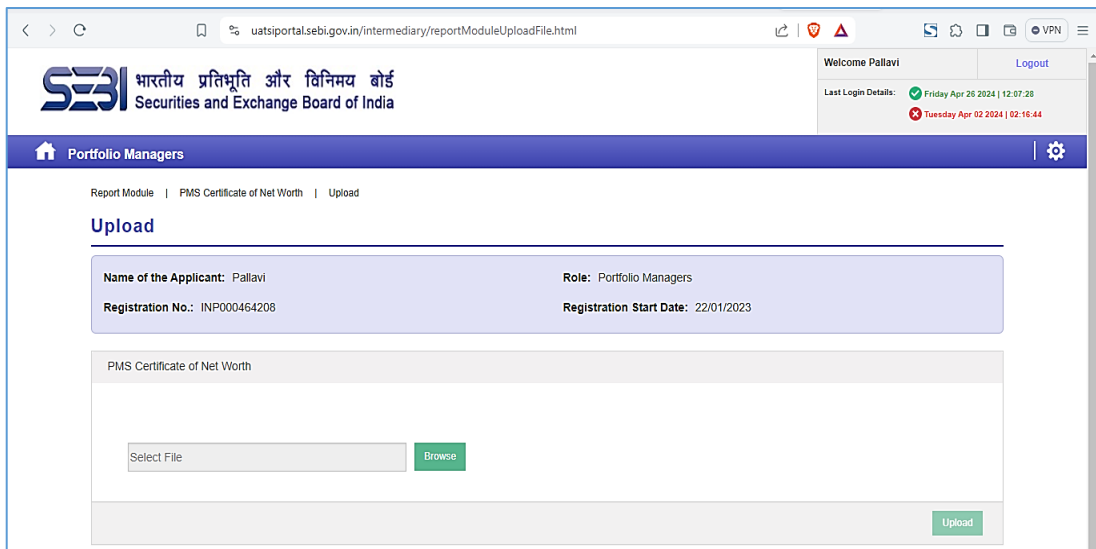 uatsiportal.sebi.gov.in/intermediary/reportModuleUploadFile.html
VPN
SEBI
भारतीय प्रतिभूति और विनिमय बोर्ड
Securities and Exchange Board of India
Welcome Pallavi
Logout
Last Login Details:
Friday Apr 26 2024 | 12:07:28
Tuesday Apr 02 2024 | 02:16:44
Portfolio Managers
Report Module | PMS Certificate of Net Worth | Upload
Upload
Name of the Applicant: Pallavi
Role: Portfolio Managers
Registration No.: INP000464208
Registration Start Date: 22/01/2023
PMS Certificate of Net Worth
Select File
Browse
Upload